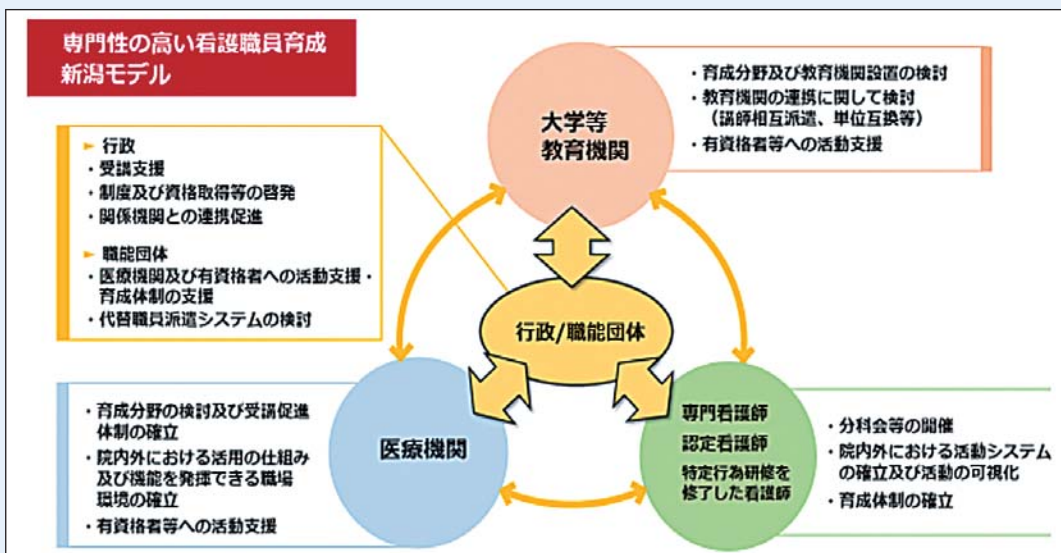 専門性の高い看護職員育成
新潟モデル
大学等
教育機関
・育成分野及び教育機関設置の検討
・教育機関の連携に関して検討
（講師相互派遣、単位互換等）
・有資格者等への活動支援
► 行政
・受講支援
・制度及び資格取得等の啓発
・関係機関との連携促進
► 職能団体
・医療機関及び有資格者への活動支援・
育成体制の支援
・代替職員派遣システムの検討
行政/職能団体
・育成分野の検討及び受講促進
体制の確立
・院内外における活用の仕組み
及び機能を発揮できる職場
環境の確立
・有資格者等への活動支援
医療機関
専門看護師
認定看護師
特定行為研修を
修了した看護師
・分科会等の開催
・院内外における活動システム
の確立及び活動の可視化
・育成体制の確立